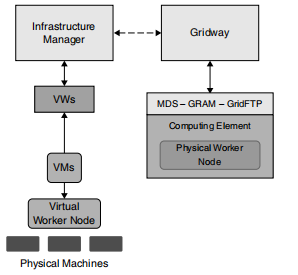 Infrastructure
Manager
Gridway
VWs
MDS – GRAM – GridFTP
Computing Element
Physical Worker
Node
VMs
Virtual
Worker Node
Physical Machines